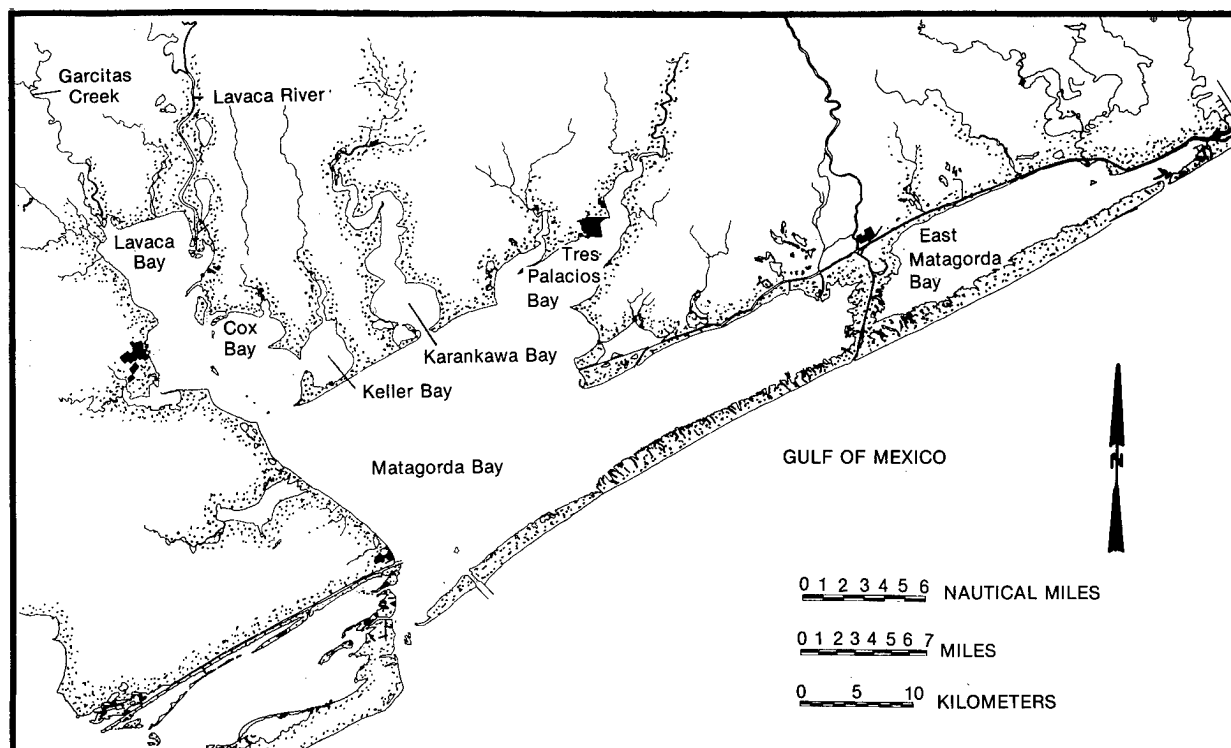 Garcitas
Creek
Lavaca River
Lavaca
Bay
Tres
Palacios
Bay
East
Matagorda
Bay
Cox
Bay
Karankawa Bay
Keller Bay
Matagorda Bay
GULF OF MEXICO
N
0 1 2 3 4 5 6
NAUTICAL MILES
0 1 2 3 4 5 6 7
MILES
0 5 10
KILOMETERS